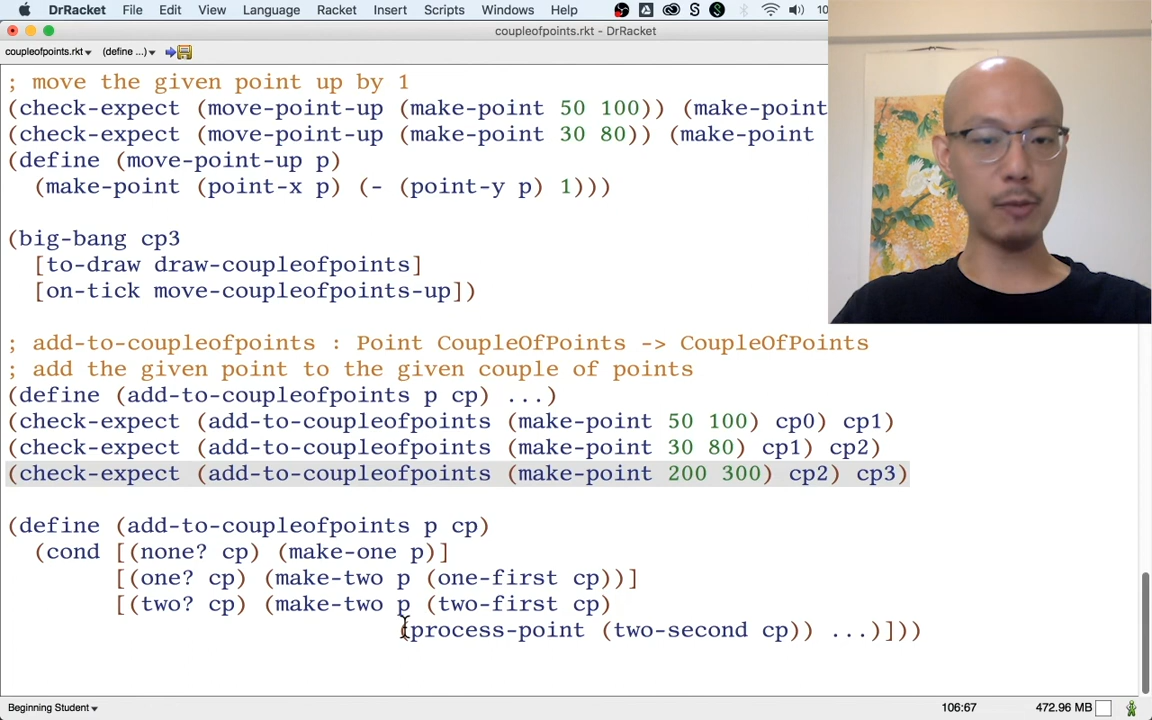 DrRacket File Edit View Language Racket Insert Scripts Windows Help 10
coupleofpoints.rkt - DrRacket
coupleofpoints.rkt (define ...)
; move the given point up by 1
(check-expect (move-point-up (make-point 50 100)) (make-point
(check-expect (move-point-up (make-point 30 80)) (make-point
(define (move-point-up p)
(make-point (point-x p) (- (point-y p) 1)))
(big-bang cp3
[to-draw draw-coupleofpoints]
[on-tick move-coupleofpoints-up])
; add-to-coupleofpoints : Point CoupleOfPoints -> CoupleOfPoints
; add the given point to the given couple of points
(define (add-to-coupleofpoints p cp) ...)
(check-expect (add-to-coupleofpoints (make-point 50 100) cp0) cp1)
(check-expect (add-to-coupleofpoints (make-point 30 80) cp1) cp2)
(check-expect (add-to-coupleofpoints (make-point 200 300) cp2) cp3)
(define (add-to-coupleofpoints p cp)
(cond [(none? cp) (make-one p)]
[(one? cp) (make-two p (one-first cp))]
[(two? cp) (make-two p (two-first cp)
(process-point (two-second cp)) ...)]))
Beginning Student 106:67 472.96 MB